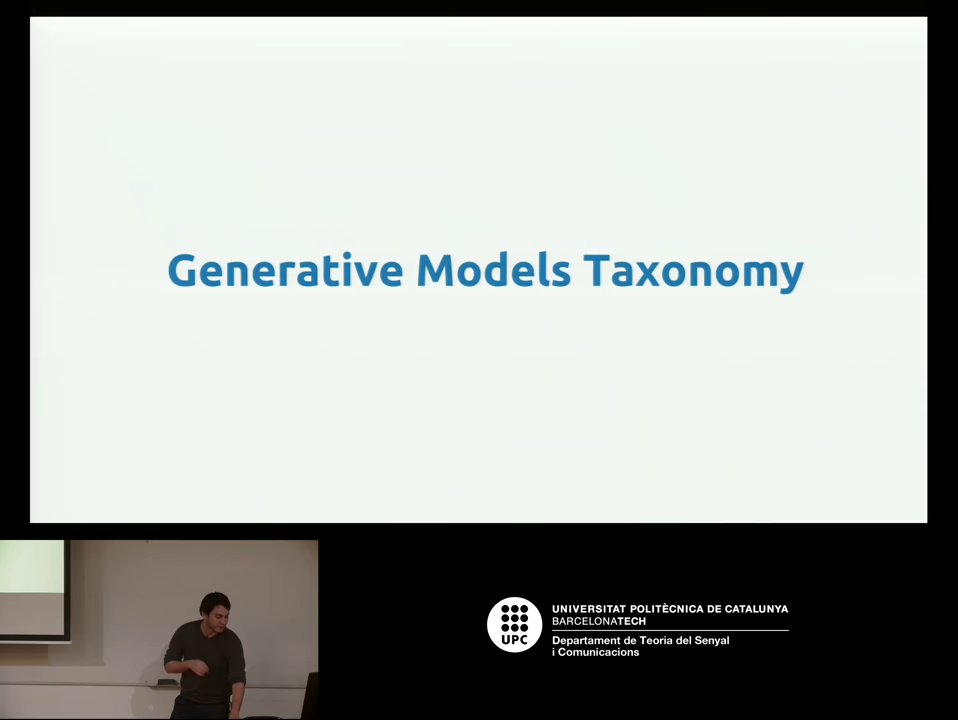 Generative Models Taxonomy
UPC
UNIVERSITAT POLITÈCNICA DE CATALUNYA
BARCELONATECH
Departament de Teoria del Senyal
i Comunicacions